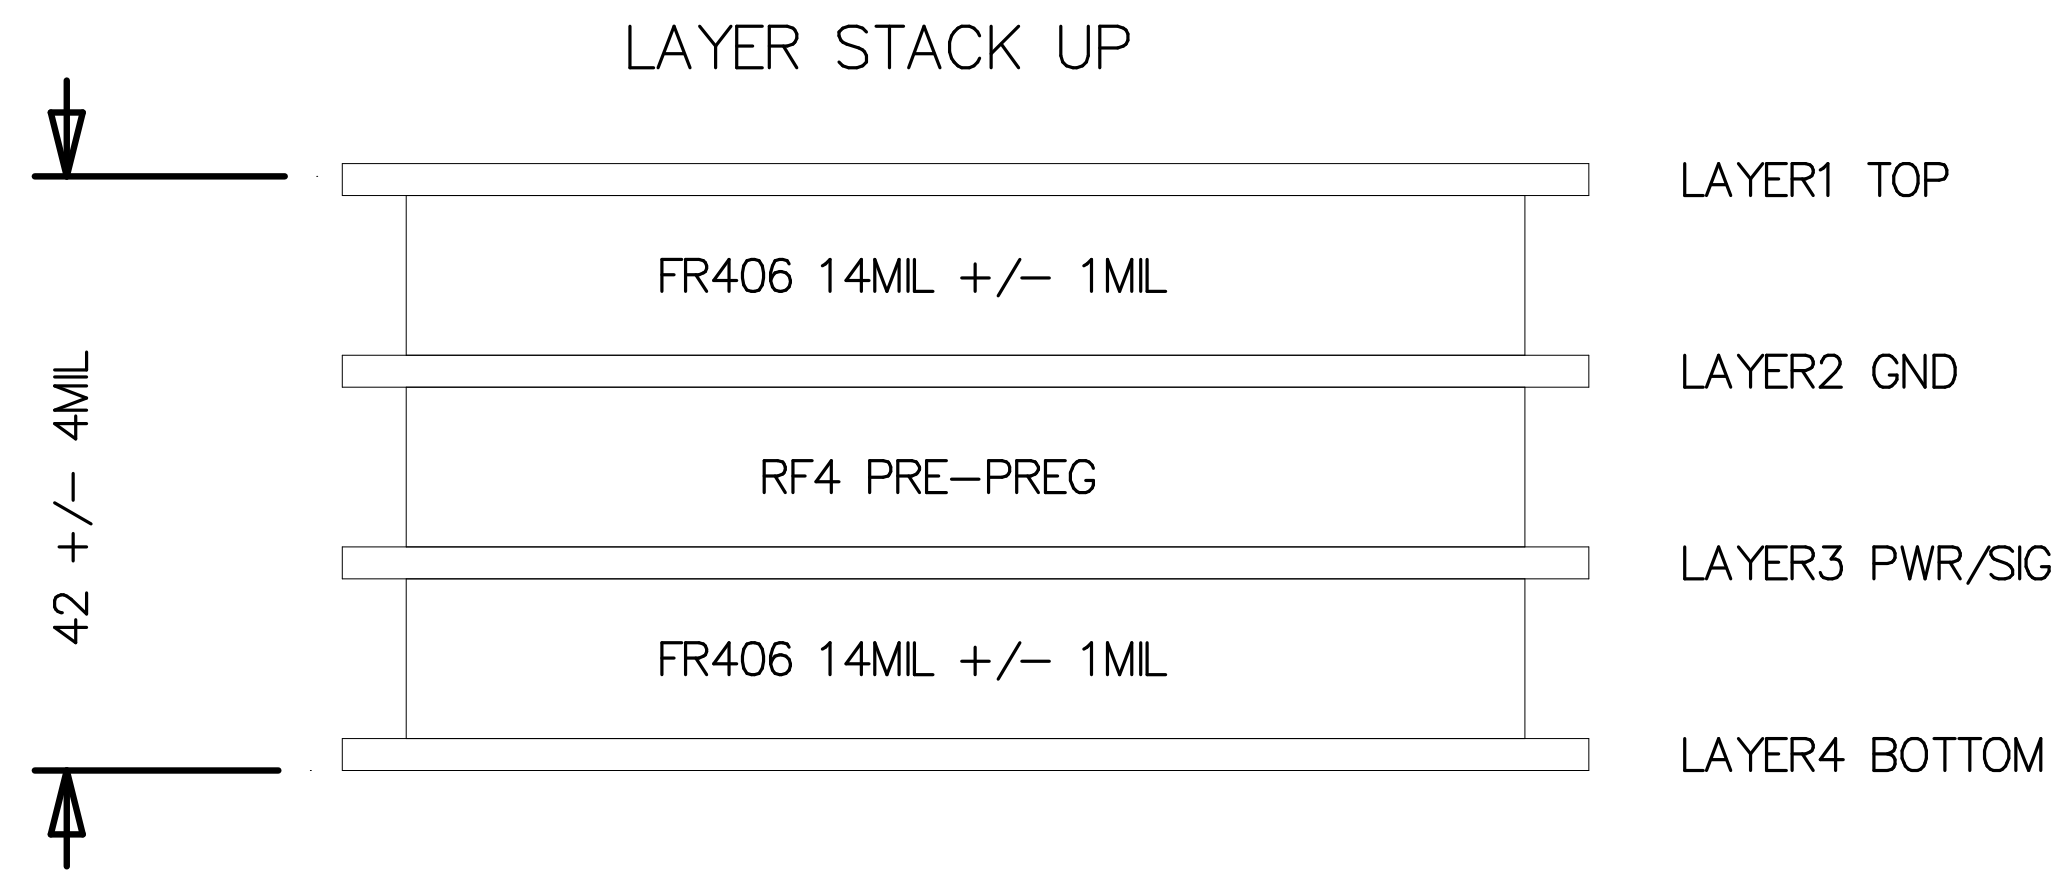 LAYER STACK UP
LAYER1 TOP
FR406 14MIL +/- 1MIL
LAYER2 GND
42 +/- 4MIL
RF4 PRE-PREG
LAYER3 PWR/SIG
FR406 14MIL +/- 1MIL
LAYER4 BOTTOM